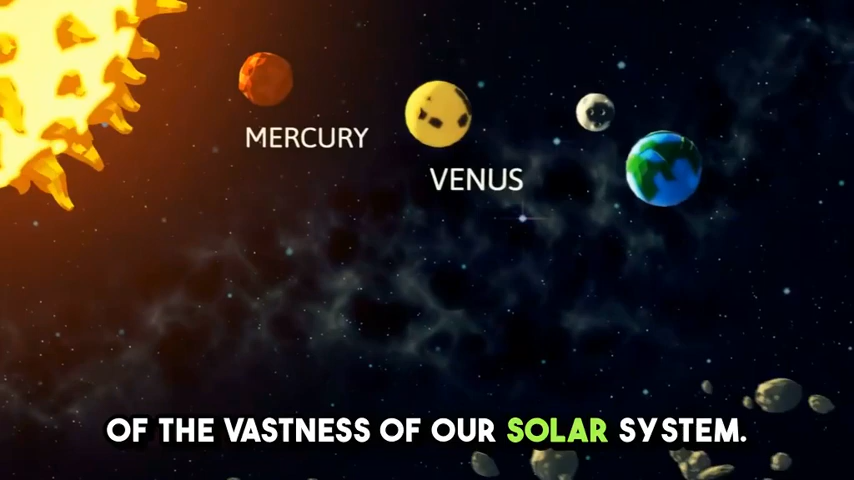 MERCURY
VENUS
OF THE VASTNESS OF OUR SOLAR SYSTEM.